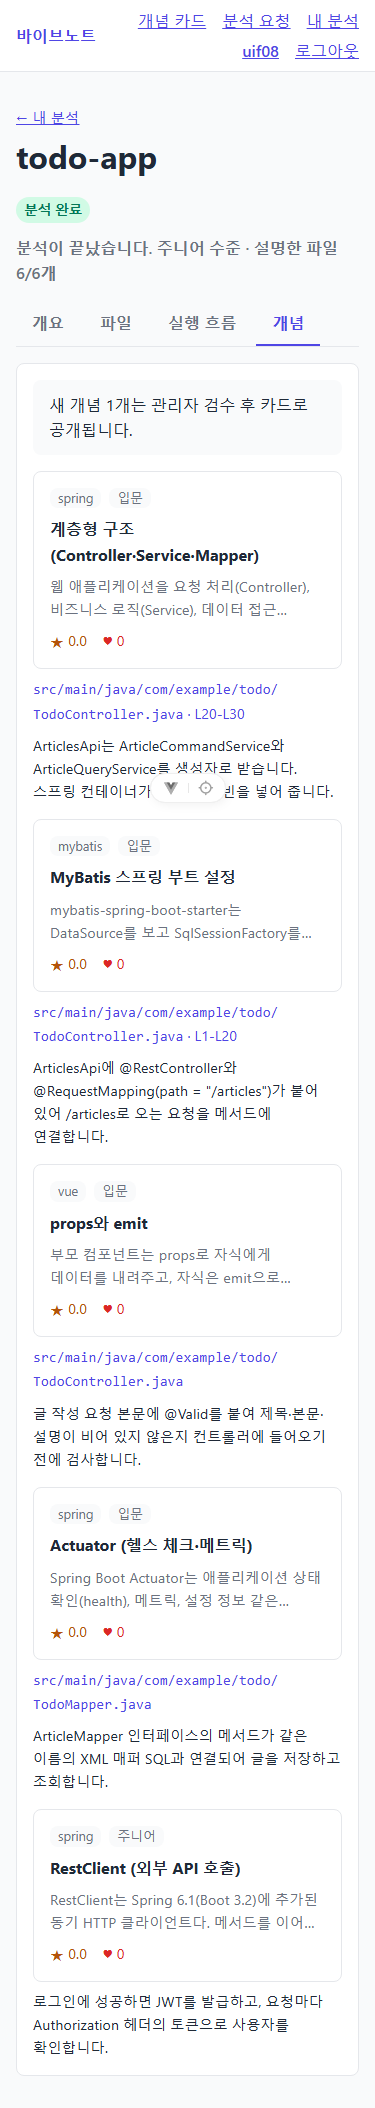 바이브노트
개념 카드 분석 요청 내 분석
uif08 로그아웃
← 내 분석
todo-app
분석 완료
분석이 끝났습니다. 주니어 수준 · 설명한 파일
6/6개
개요 파일 실행 흐름 개념
새 개념 1개는 관리자 검수 후 카드로
공개됩니다.
spring 입문
계층형 구조
(Controller·Service·Mapper)
웹 애플리케이션을 요청 처리(Controller),
비즈니스 로직(Service), 데이터 접근...
★ 0.0 ♥ 0
src/main/java/com/example/todo/
TodoController.java · L20-L30
ArticlesApi는 ArticleCommandService와
ArticleQueryService를 생성자로 받습니다.
스프링 컨테이너가 빈을 넣어 줍니다.
mybatis 입문
MyBatis 스프링 부트 설정
mybatis-spring-boot-starter는
DataSource를 보고 SqlSessionFactory를...
★ 0.0 ♥ 0
src/main/java/com/example/todo/
TodoController.java · L1-L20
ArticlesApi에 @RestController와
@RequestMapping(path = "/articles")가 붙어
있어 /articles로 오는 요청을 메서드에
연결합니다.
vue 입문
props와 emit
부모 컴포넌트는 props로 자식에게
데이터를 내려주고, 자식은 emit으로...
★ 0.0 ♥ 0
src/main/java/com/example/todo/
TodoController.java
글 작성 요청 본문에 @Valid를 붙여 제목·본문·
설명이 비어 있지 않은지 컨트롤러에 들어오기
전에 검사합니다.
spring 입문
Actuator (헬스 체크·메트릭)
Spring Boot Actuator는 애플리케이션 상태
확인(health), 메트릭, 설정 정보 같은...
★ 0.0 ♥ 0
src/main/java/com/example/todo/
TodoMapper.java
ArticleMapper 인터페이스의 메서드가 같은
이름의 XML 매퍼 SQL과 연결되어 글을 저장하고
조회합니다.
spring 주니어
RestClient (외부 API 호출)
RestClient는 Spring 6.1(Boot 3.2)에 추가된
동기 HTTP 클라이언트다. 메서드를 이어...
★ 0.0 ♥ 0
로그인에 성공하면 JWT를 발급하고, 요청마다
Authorization 헤더의 토큰으로 사용자를
확인합니다.